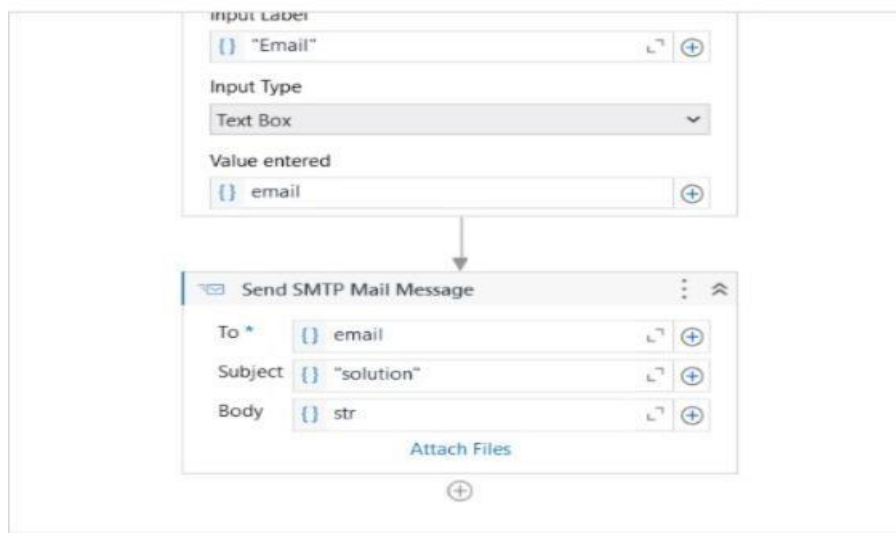 Input Label
"Email"
Input Type
Text Box
Value entered
email
Send SMTP Mail Message
To *
email
Subject
"solution"
Body
str
Attach Files